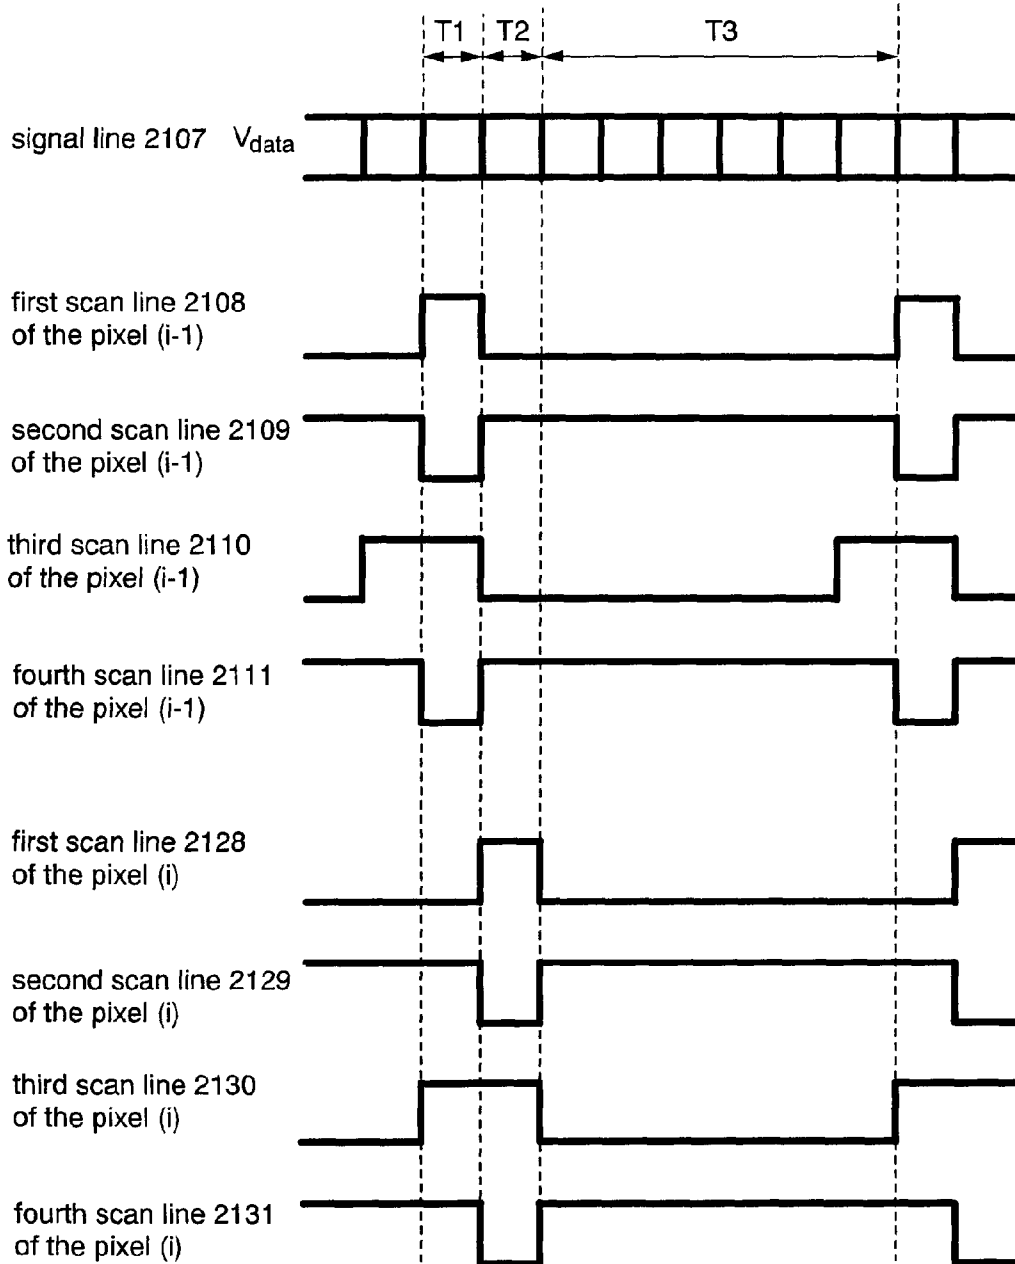 T1 T2 T3
signal line 2107 Vdata
first scan line 2108
of the pixel (i-1)
second scan line 2109
of the pixel (i-1)
third scan line 2110
of the pixel (i-1)
fourth scan line 2111
of the pixel (i-1)
first scan line 2128
of the pixel (i)
second scan line 2129
of the pixel (i)
third scan line 2130
of the pixel (i)
fourth scan line 2131
of the pixel (i)